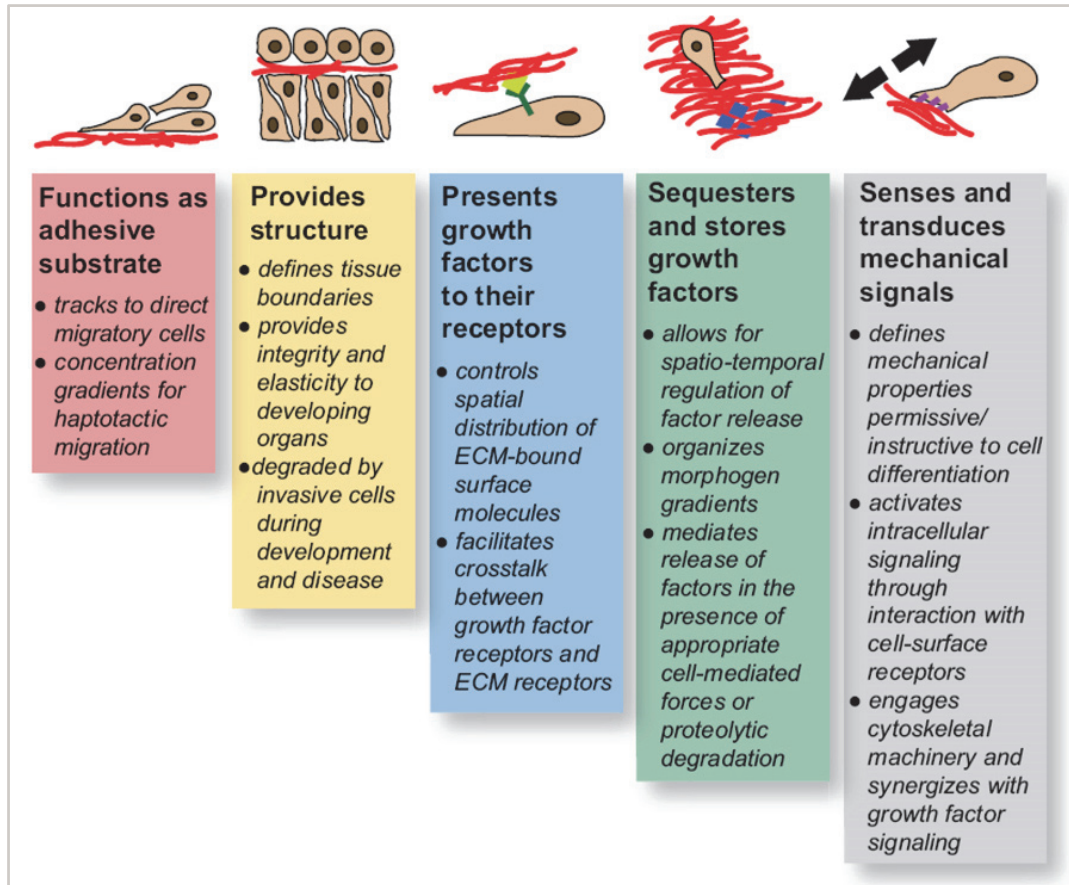 Functions as
adhesive
substrate
● tracks to direct
migratory cells
● concentration
gradients for
haptotactic
migration
Provides
structure
● defines tissue
boundaries
● provides
integrity and
elasticity to
developing
organs
●degraded by
invasive cells
during
development
and disease
Presents
growth
factors
to their
receptors
● controls
spatial
distribution of
ECM-bound
surface
molecules
● facilitates
crosstalk
between
growth factor
receptors and
ECM receptors
Sequesters
and stores
growth
factors
● allows for
spatio-temporal
regulation of
factor release
● organizes
morphogen
gradients
● mediates
release of
factors in the
presence of
appropriate
cell-mediated
forces or
proteolytic
degradation
Senses and
transduces
mechanical
signals
● defines
mechanical
properties
permissive/
instructive to cell
differentiation
● activates
intracellular
signaling
through
interaction with
cell-surface
receptors
● engages
cytoskeletal
machinery and
synergizes with
growth factor
signaling